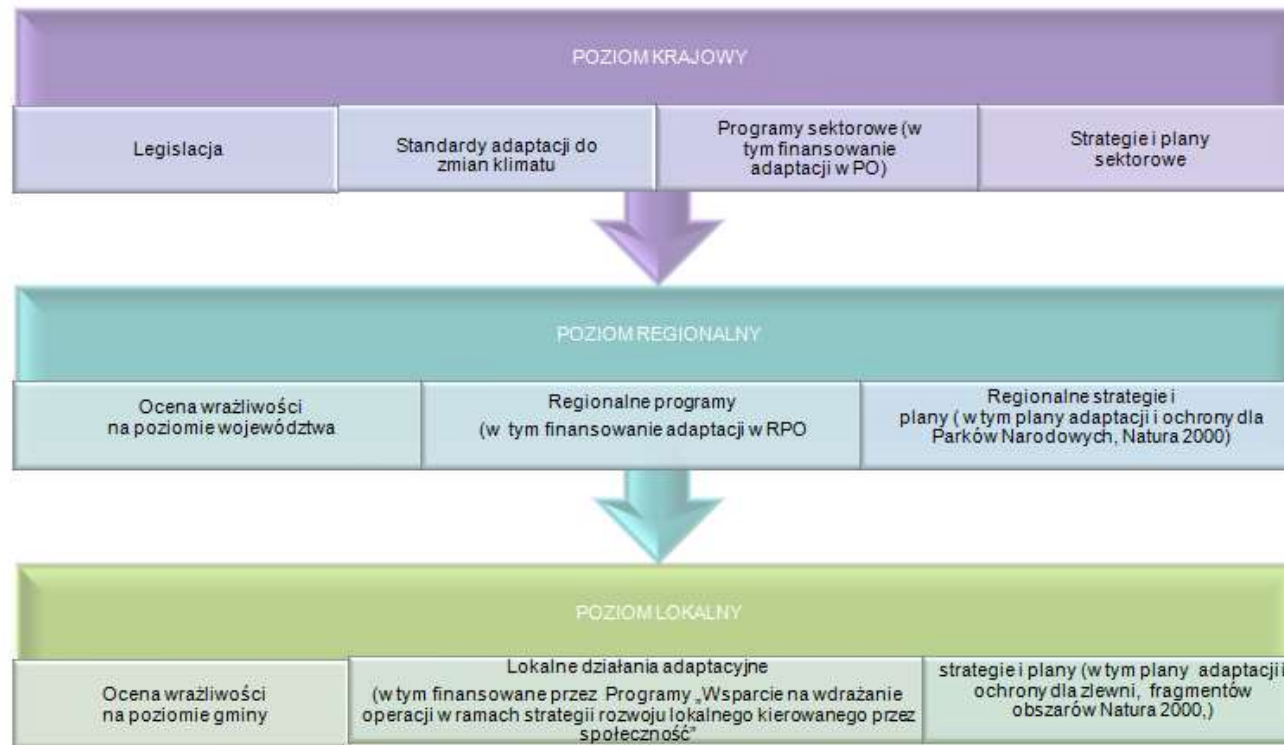 POZIOM KRAJOWY
Legislacja
Standardy adaptacji do
zmian klimatu
Programy sektorowe (w
tym finansowanie
adaptacji w PO)
Strategie i plany
sektorowe
POZIOM REGIONALNY
Ocena wrażliwości
na poziomie województwa
Regionalne programy
(w tym finansowanie adaptacji w RPO
Regionalne strategie i
plany ( w tym plany adaptacji i ochrony dla
Parków Narodowych, Natura 2000)
POZIOM LOKALNY
Ocena wrażliwości
na poziomie gminy
Lokalne działania adaptacyjne
(w tym finansowane przez Programy „Wsparcie na wdrażanie
operacji w ramach strategii rozwoju lokalnego kierowanego przez
społeczność"
strategie i plany (w tym plany adaptacji i
ochrony dla zlewni, fragmentów
obszarów Natura 2000,)